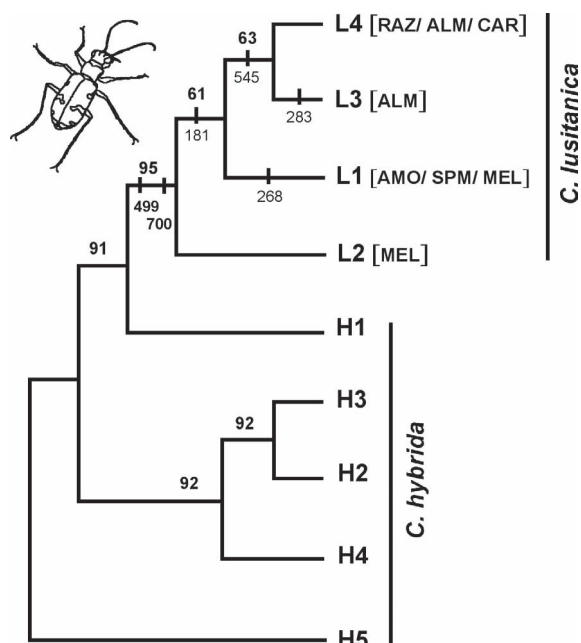 63
L4 [RAZ/ ALM/ CAR]
545
61
L3 [ALM]
283
181
95
L1 [AMO/ SPM/ MEL]
268
499
700
91
L2 [MEL]
C. lusitanica
H1
H3
92
H2
92
H4
H5
C. hybrida